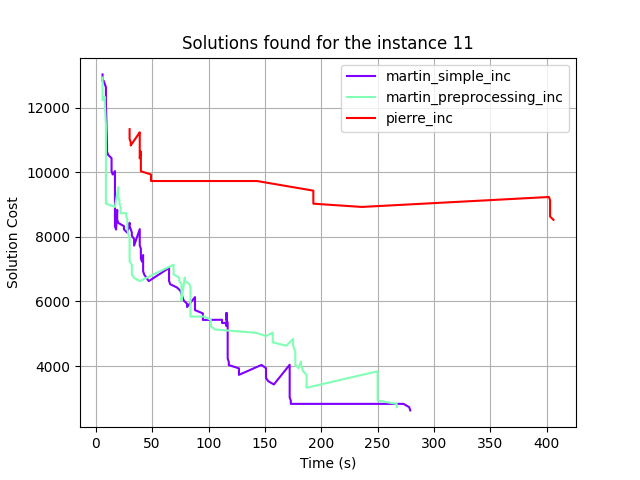 Solutions found for the instance 11
martin_simple_inc
martin_preprocessing_inc
pierre_inc
Solution Cost
12000
10000
8000
6000
4000
0 50 100 150 200 250 300 350 400
Time (s)